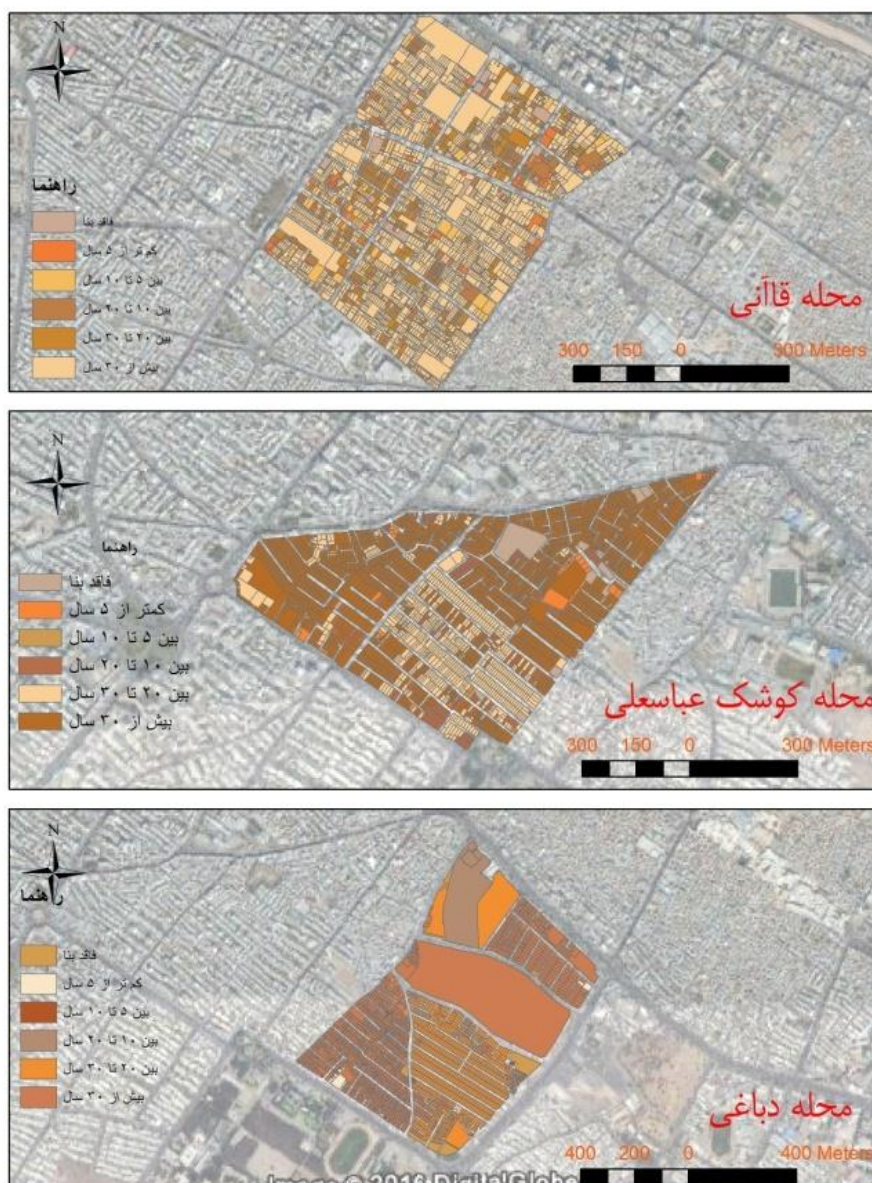 N
راهنما
فاقد بنا
کم تر از ۵ سال
بین ۵ تا ۱۰ سال
بین ۱۰ تا ۲۰ سال
بین ۲۰ تا ۳۰ سال
بیش از ۳۰ سال
محله قاآنی
300 150 0 300 Meters
N
راهنما
فاقد بنا
کمتر از ۵ سال
بین ۵ تا ۱۰ سال
بین ۱۰ تا ۲۰ سال
بین ۲۰ تا ۳۰ سال
بیش از ۳۰ سال
محله کوشک عباسعلی
300 150 0 300 Meters
N
راهنما
فاقد بنا
کم تر از ۵ سال
بین ۵ تا ۱۰ سال
بین ۱۰ تا ۲۰ سال
بین ۲۰ تا ۳۰ سال
بیش از ۳۰ سال
محله دباغی
400 200 0 400 Meters
Image © 2016 DigitalGlobe